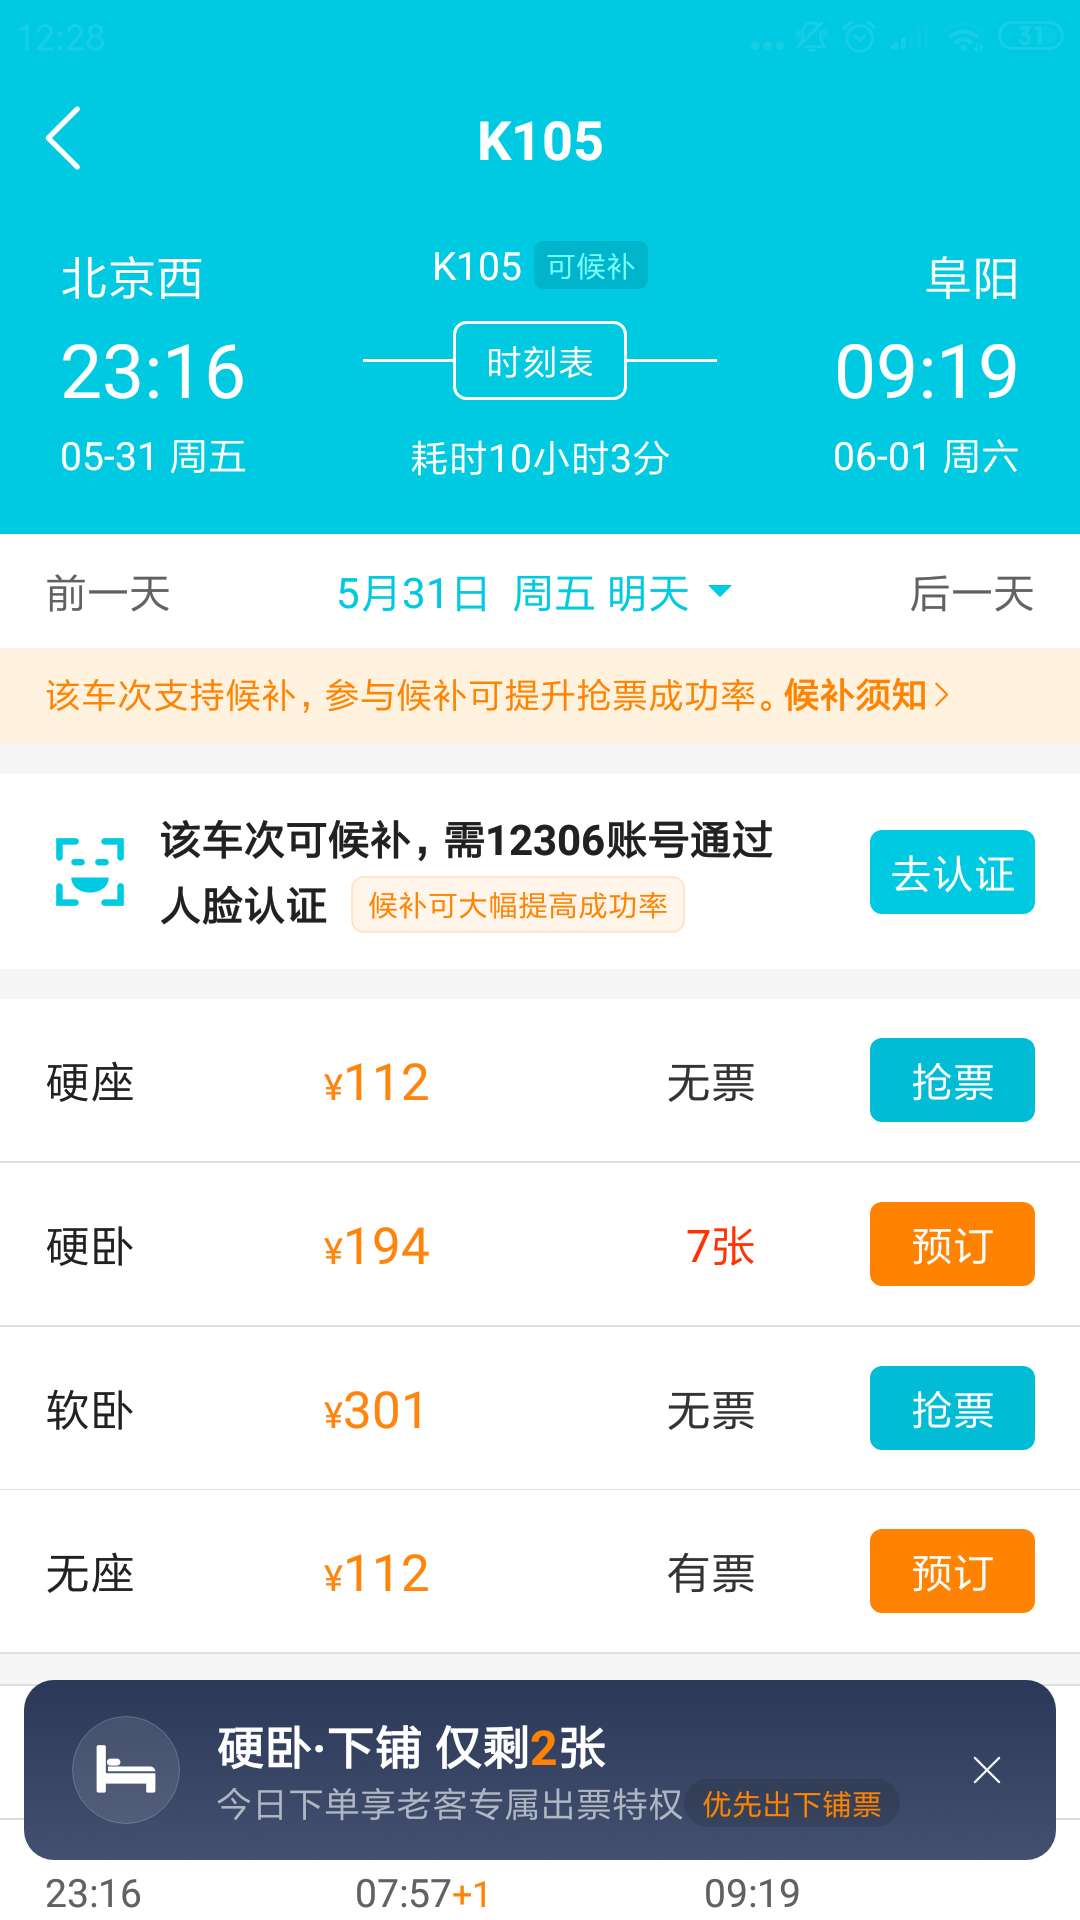 12:28
31
K105
北京西
K105 可候补
阜阳
23:16
时刻表
09:19
05-31 周五
耗时10小时3分
06-01 周六
前一天
5月31日 周五 明天
后一天
该车次支持候补，参与候补可提升抢票成功率。候补须知
该车次可候补，需12306账号通过
人脸认证 候补可大幅提高成功率
去认证
硬座 ¥112 无票 抢票
硬卧 ¥194 7张 预订
软卧 ¥301 无票 抢票
无座 ¥112 有票 预订
硬卧·下铺 仅剩2张
今日下单享老客专属出票特权 优先出下铺票
23:16 07:57+1 09:19